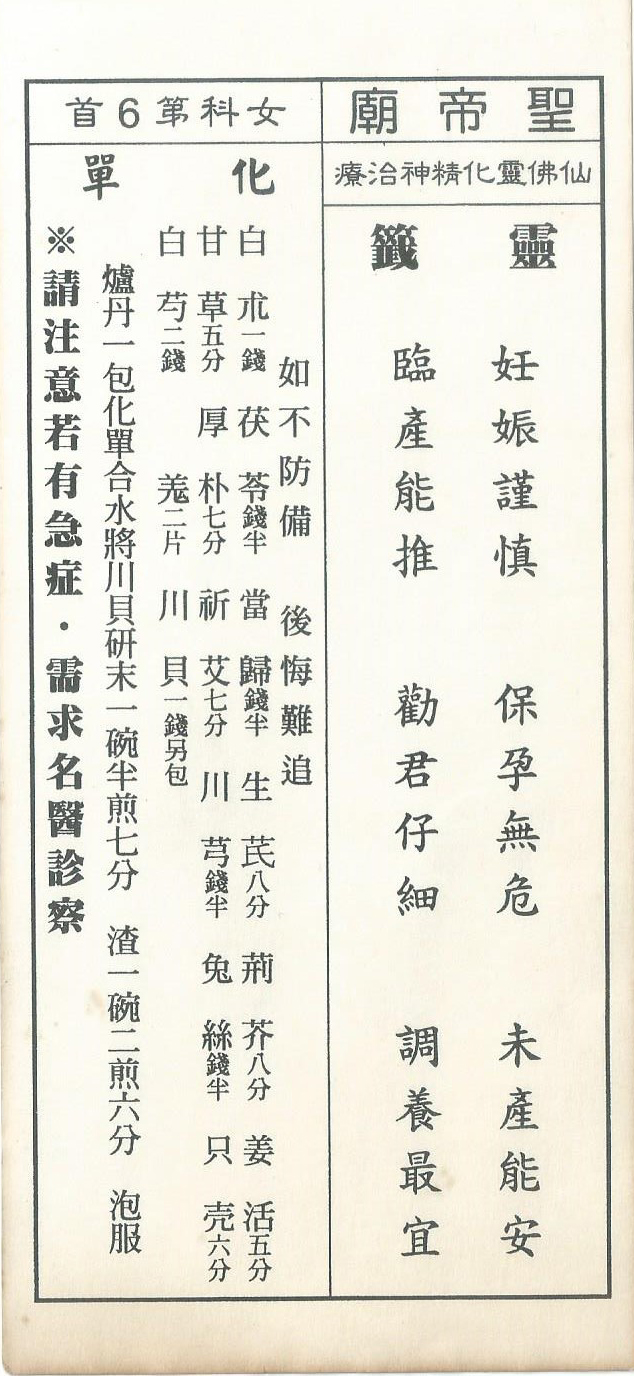 聖帝廟
仙佛靈化精神治療
靈籤
妊娠謹慎　保孕無危　未產能安
臨產能推　勸君仔細　調養最宜
女科第6首
化單
如不防備　後悔難追
白朮一錢　茯苓錢半　當歸錢半　生芪八分　荊芥八分　姜活五分
甘草五分　厚朴七分　祈艾七分　川芎錢半　兔絲錢半　只壳六分
白芍二錢　羗二片　川貝一錢另包
爐丹一包化單合水將川貝研末一碗半煎七分　渣一碗二煎六分　泡服
※請注意若有急症．需求名醫診察